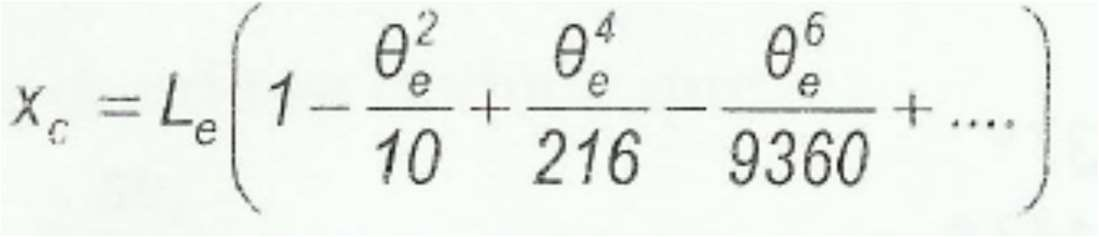 x_c = L_e ( 1 - θ_e^2/10 + θ_e^4/216 - θ_e^6/9360 + .... )